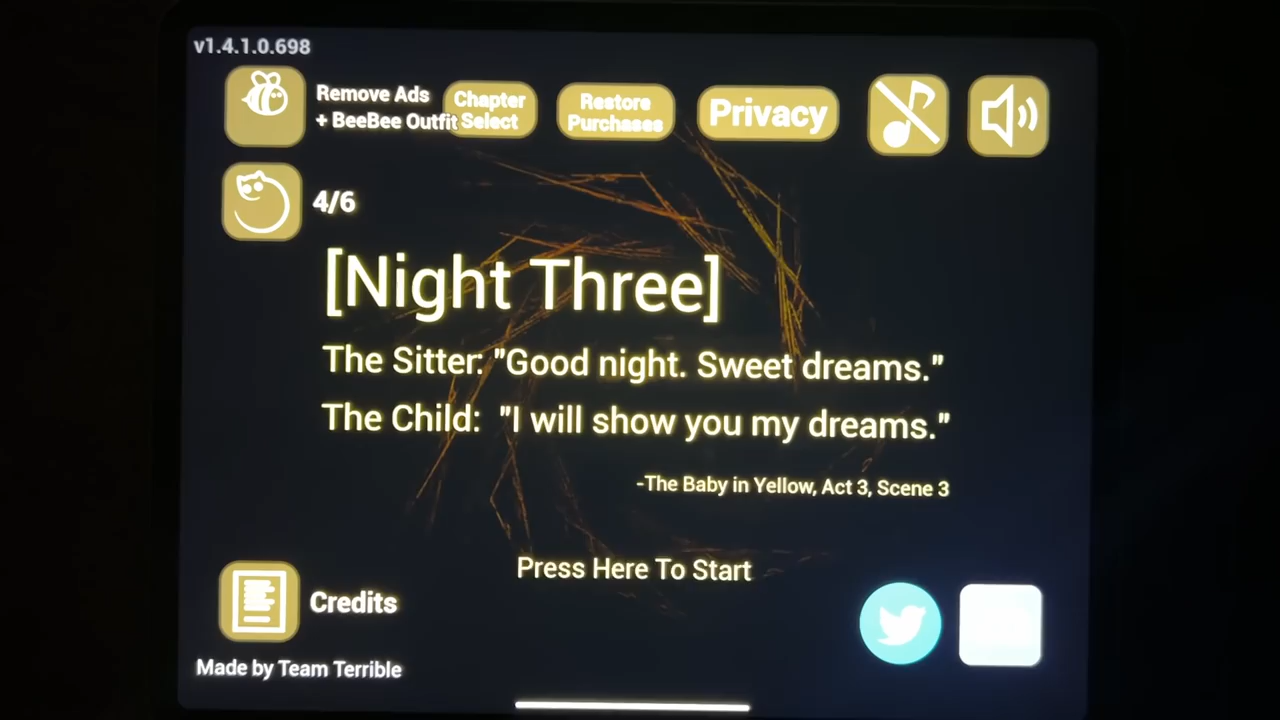 v1.4.1.0.698
Remove Ads
+ BeeBee Outfit
Chapter
Select
Restore
Purchases
Privacy
4/6
[Night Three]
The Sitter: "Good night. Sweet dreams."
The Child: "I will show you my dreams."
-The Baby in Yellow, Act 3, Scene 3
Press Here To Start
Credits
Made by Team Terrible